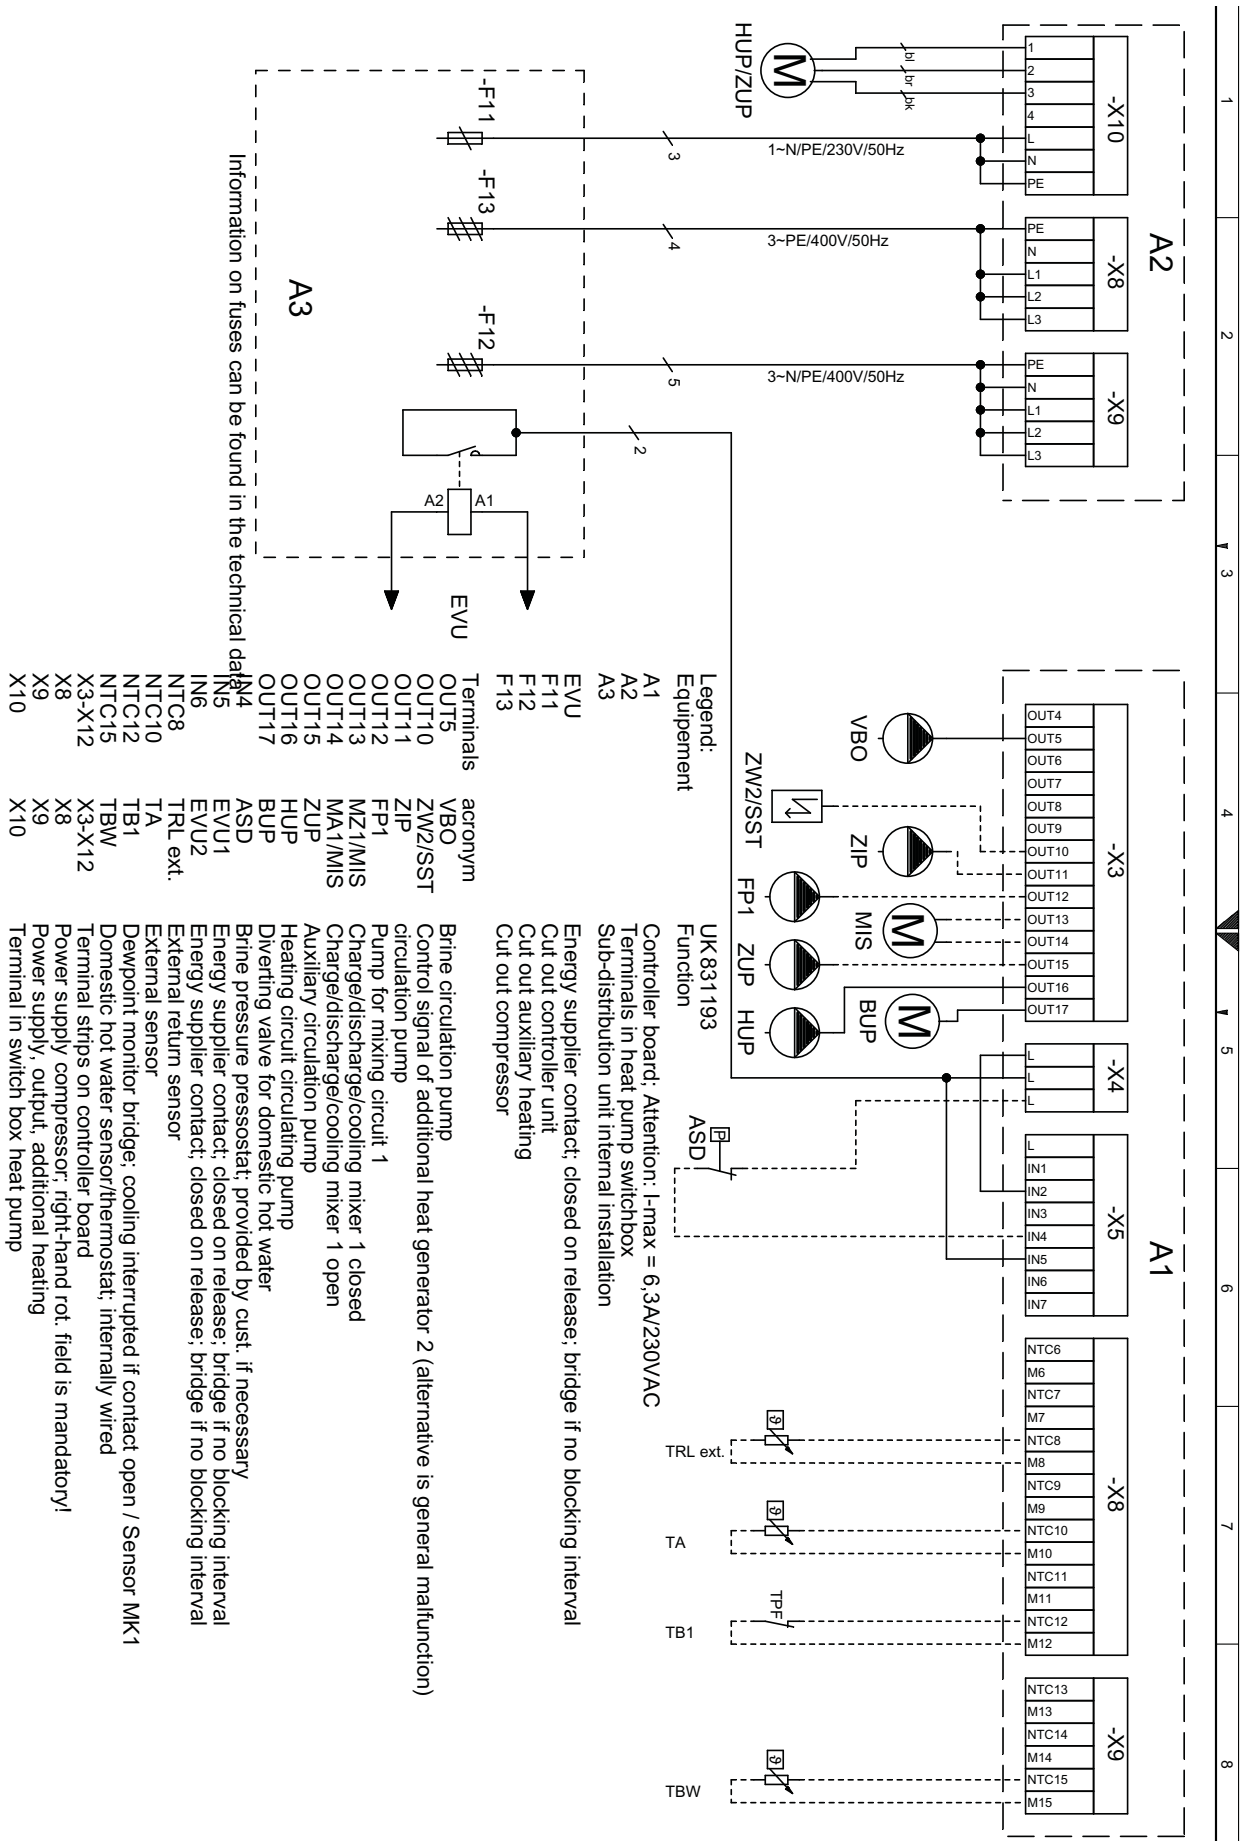 1
2
3
4
5
6
7
8
A2
-X10
1
2
3
4
L
N
PE
-X8
PE
N
L1
L2
L3
-X9
PE
N
L1
L2
L3
HUP/ZUP
M
bl
br
bk
1~N/PE/230V/50Hz
3
3~PE/400V/50Hz
4
3~N/PE/400V/50Hz
5
2
-F11
-F13
-F12
A3
A2
A1
EVU
Information on fuses can be found in the technical data
A1
-X3
OUT4
OUT5
OUT6
OUT7
OUT8
OUT9
OUT10
OUT11
OUT12
OUT13
OUT14
OUT15
OUT16
OUT17
-X4
L
L
L
-X5
L
IN1
IN2
IN3
IN4
IN5
IN6
IN7
-X8
NTC6
M6
NTC7
M7
NTC8
M8
NTC9
M9
NTC10
M10
NTC11
M11
NTC12
M12
-X9
NTC13
M13
NTC14
M14
NTC15
M15
VBO
ZW2/SST
ZIP
FP1
M
MIS
ZUP
HUP
M
BUP
P
ASD
ϑ
TRL ext.
ϑ
TA
TPF
TB1
ϑ
TBW
Legend: UK831193
Equipement Function
A1 Controller board; Attention: I-max = 6,3A/230VAC
A2 Terminals in heat pump switchbox
A3 Sub-distribution unit internal installation
EVU Energy supplier contact; closed on release; bridge if no blocking interval
F11 Cut out controller unit
F12 Cut out auxiliary heating
F13 Cut out compressor
Terminals acronym
OUT5 VBO Brine circulation pump
OUT10 ZW2/SST Control signal of additional heat generator 2 (alternative is general malfunction)
OUT11 ZIP circulation pump
OUT12 FP1 Pump for mixing circuit 1
OUT13 MZ1/MIS Charge/discharge/cooling mixer 1 closed
OUT14 MA1/MIS Charge/discharge/cooling mixer 1 open
OUT15 ZUP Auxiliary circulation pump
OUT16 HUP Heating circuit circulating pump
OUT17 BUP Diverting valve for domestic hot water
IN4 ASD Brine pressure pressostat; provided by cust. if necessary
IN5 EVU1 Energy supplier contact; closed on release; bridge if no blocking interval
IN6 EVU2 Energy supplier contact; closed on release; bridge if no blocking interval
NTC8 TRL ext. External return sensor
NTC10 TA External sensor
NTC12 TB1 Dewpoint monitor bridge; cooling interrupted if contact open / Sensor MK1
NTC15 TBW Domestic hot water sensor/thermostat; internally wired
X3-X12 X3-X12 Terminal strips on controller board
X8 X8 Power supply compressor; right-hand rot. field is mandatory!
X9 X9 Power supply, output, additional heating
X10 X10 Terminal in switch box heat pump